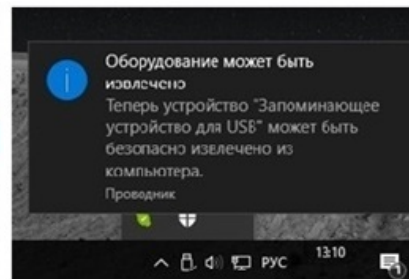 Оборудование может быть
извлечено
Теперь устройство "Запоминающее
устройство для USB" может быть
безопасно извлечено из
компьютера.
Проводник
РУС
13:10
1